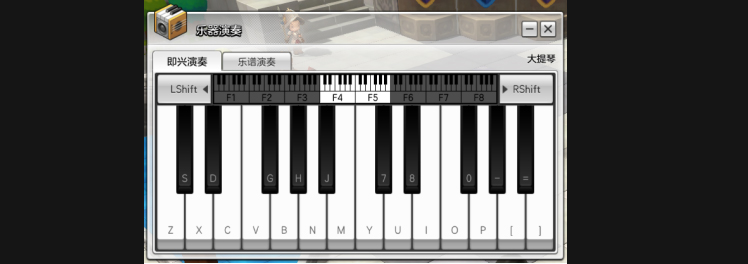 乐器演奏
即兴演奏 乐谱演奏 大提琴
LShift RShift
F1 F2 F3 F4 F5 F6 F7 F8
S D G H J 7 8 0 - =
Z X C V B N M Y U I O P [ ]